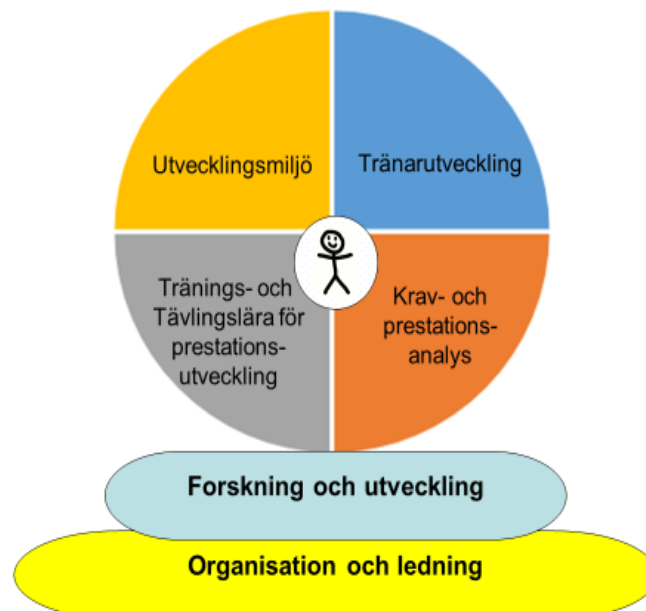 Utvecklingsmiljö
Tränarutveckling
Tränings- och
Tävlingslära för
prestations-
utveckling
Krav- och
prestations-
analys
Forskning och utveckling
Organisation och ledning